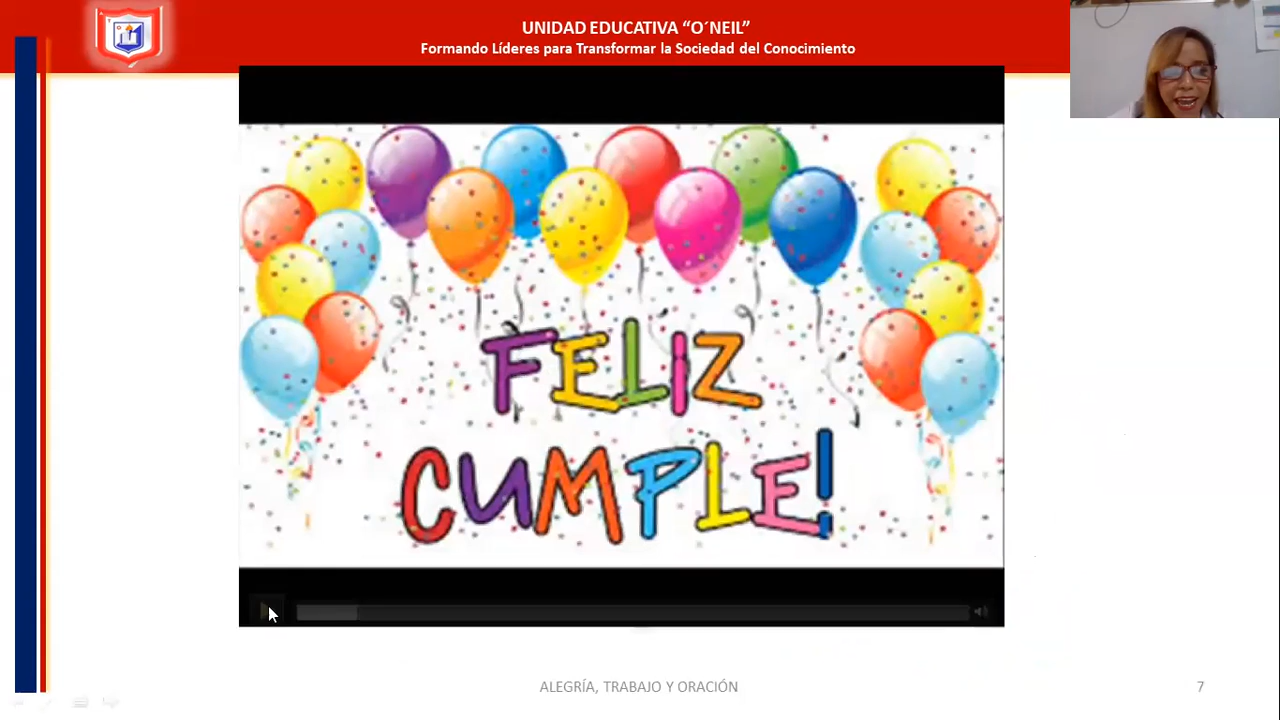 UNIDAD EDUCATIVA “O´NEIL”
Formando Líderes para Transformar la Sociedad del Conocimiento
FELIZ
CUMPLE!
ALEGRÍA, TRABAJO Y ORACIÓN
7